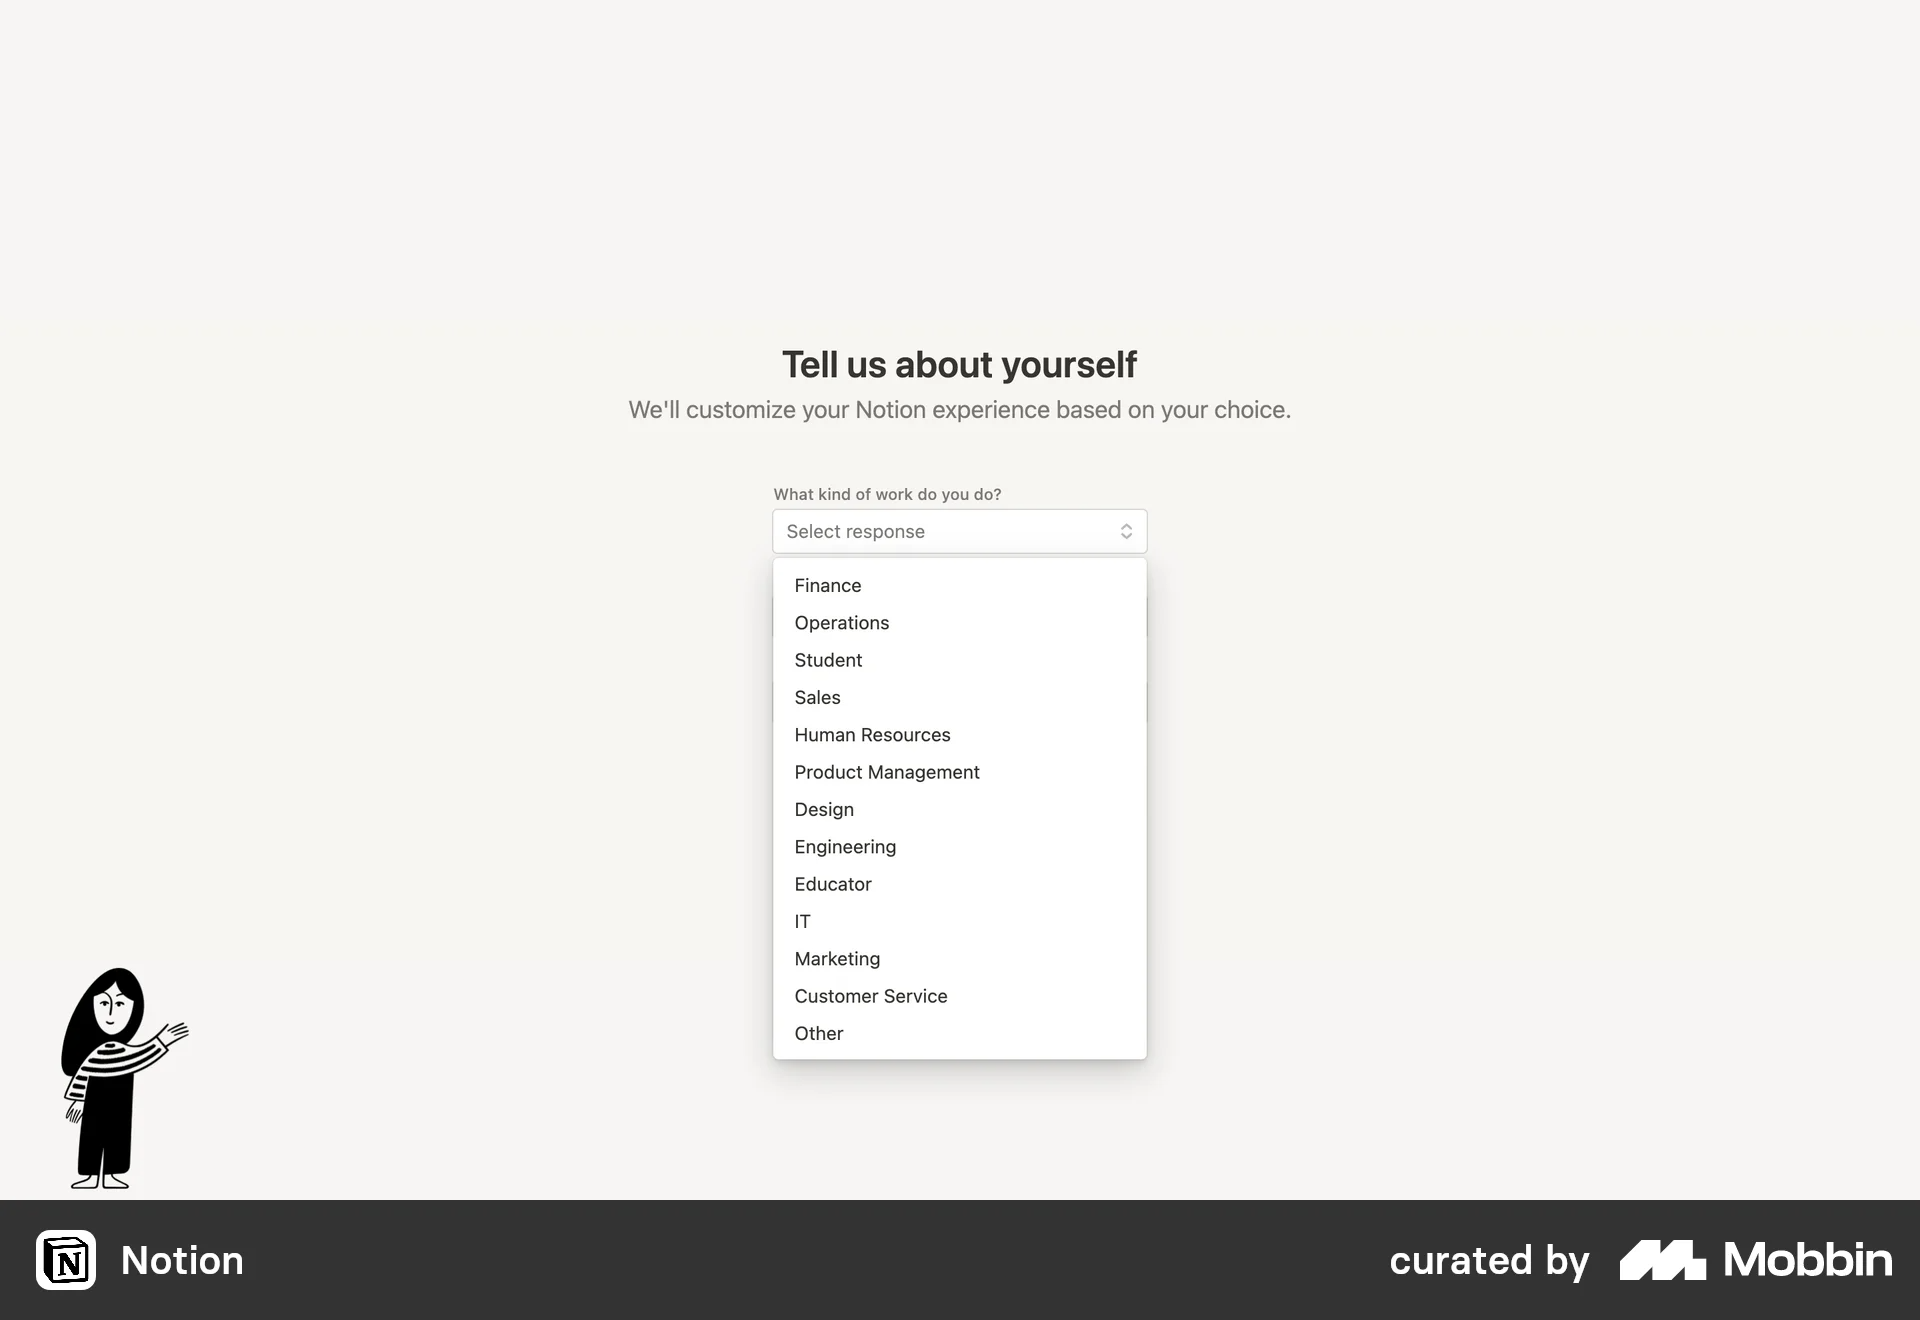 Tell us about yourself
We'll customize your Notion experience based on your choice.
What kind of work do you do?
Select response
Finance
Operations
Student
Sales
Human Resources
Product Management
Design
Engineering
Educator
IT
Marketing
Customer Service
Other
N Notion
curated by Mobbin